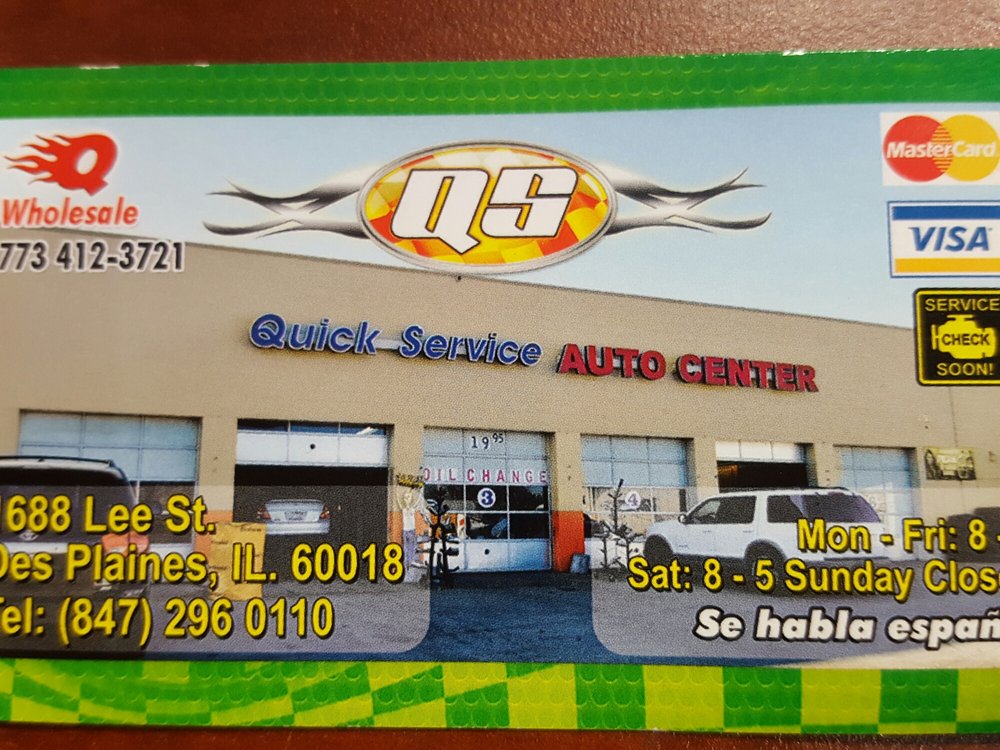 Q
Wholesale
773 412-3721
QS
MasterCard
VISA
SERVICE
CHECK
SOON!
Quick Service AUTO CENTER
19 95
OIL CHANGE
3
4
1688 Lee St.
Des Plaines, IL. 60018
Tel: (847) 296 0110
Mon - Fri: 8 -
Sat: 8 - 5 Sunday Clos
Se habla españ